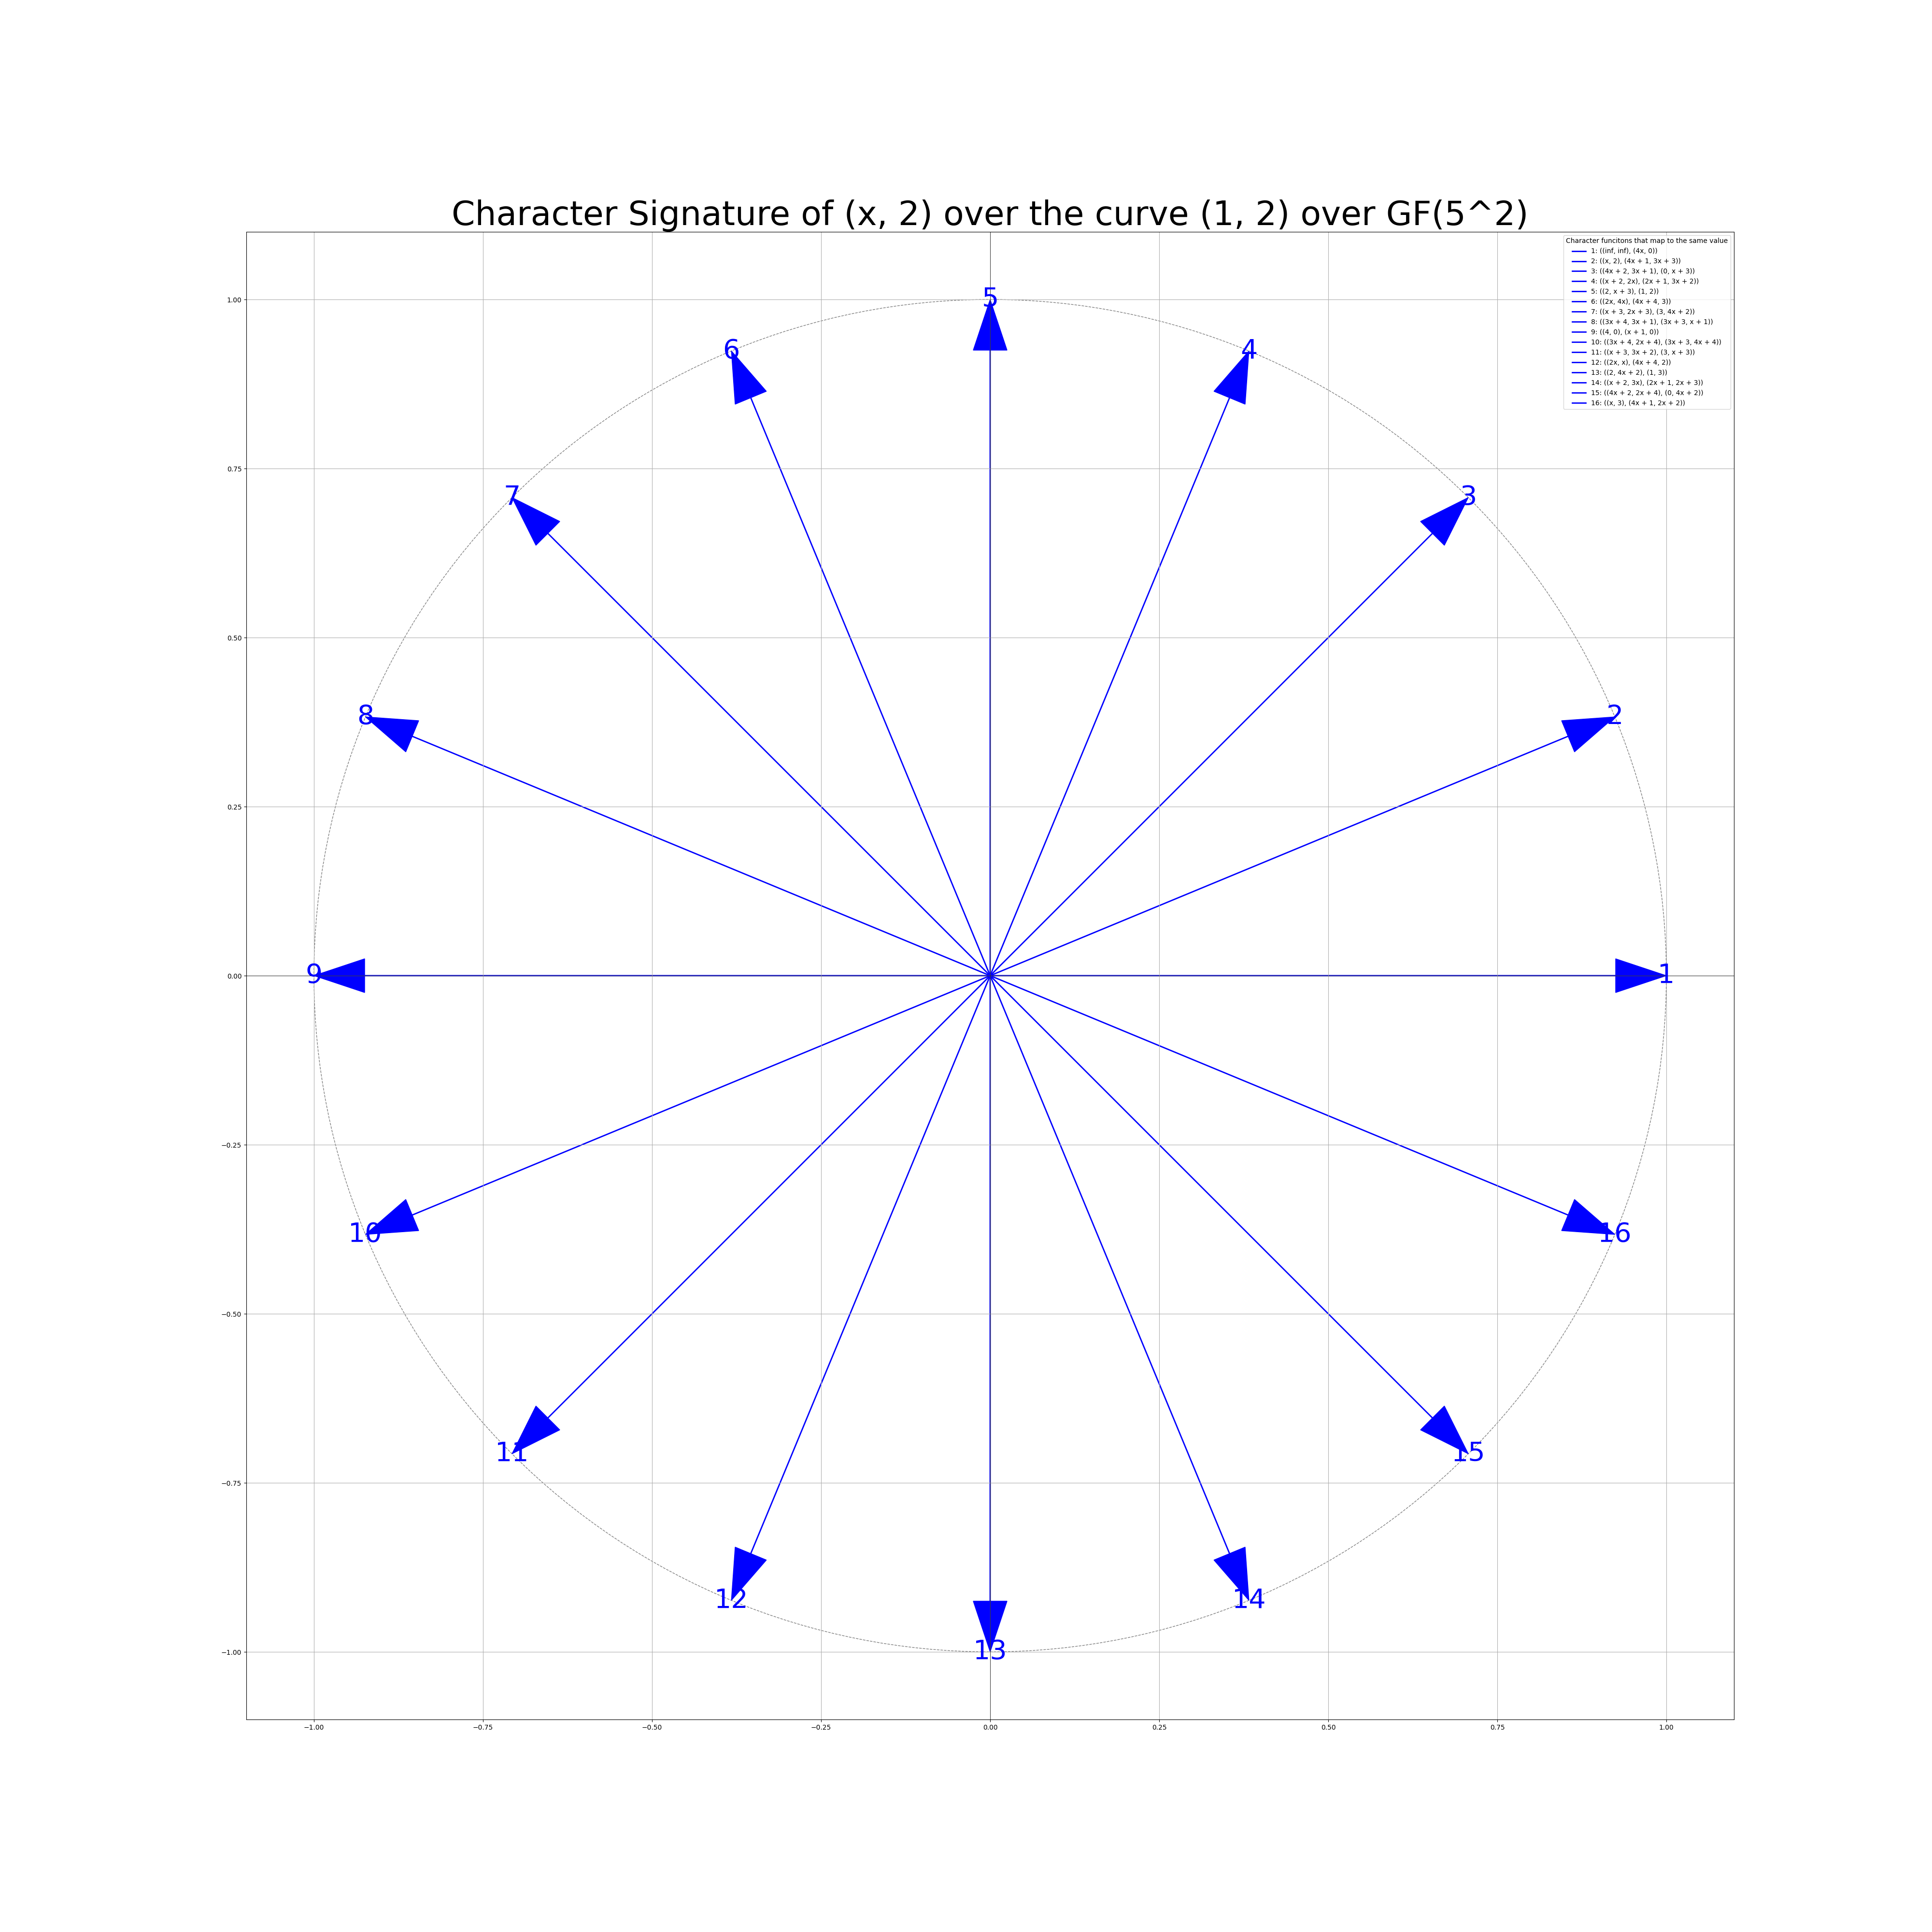 Character Signature of (x, 2) over the curve (1, 2) over GF(5^2)
Character funcitons that map to the same value
1: ((inf, inf), (4x, 0))
2: ((x, 2), (4x + 1, 3x + 3))
3: ((4x + 2, 3x + 1), (0, x + 3))
4: ((x + 2, 2x), (2x + 1, 3x + 2))
5: ((2, x + 3), (1, 2))
6: ((2x, 4x), (4x + 4, 3))
7: ((x + 3, 2x + 3), (3, 4x + 2))
8: ((3x + 4, 3x + 1), (3x + 3, x + 1))
9: ((4, 0), (x + 1, 0))
10: ((3x + 4, 2x + 4), (3x + 3, 4x + 4))
11: ((x + 3, 3x + 2), (3, x + 3))
12: ((2x, x), (4x + 4, 2))
13: ((2, 4x + 2), (1, 3))
14: ((x + 2, 3x), (2x + 1, 2x + 3))
15: ((4x + 2, 2x + 4), (0, 4x + 2))
16: ((x, 3), (4x + 1, 2x + 2))
1.00
0.75
0.50
0.25
0.00
−0.25
−0.50
−0.75
−1.00
5
6
4
7
3
8
2
9
1
10
16
11
15
12
14
13
−1.00 −0.75 −0.50 −0.25 0.00 0.25 0.50 0.75 1.00